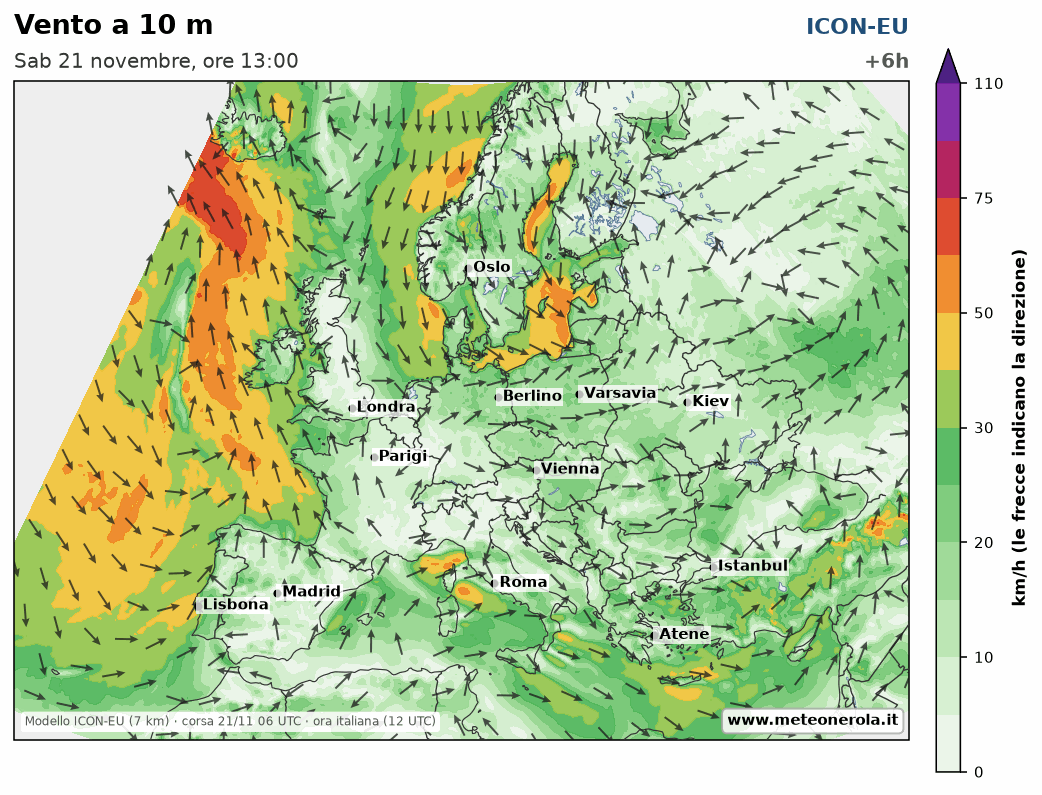 Vento a 10 m
ICON-EU
Sab 21 novembre, ore 13:00
+6h
110
75
50
30
20
10
0
km/h (le frecce indicano la direzione)
Oslo
Berlino
Varsavia
Kiev
Londra
Parigi
Vienna
Istanbul
Roma
Madrid
Lisbona
Atene
Modello ICON-EU (7 km) · corsa 21/11 06 UTC · ora italiana (12 UTC)
www.meteonerola.it